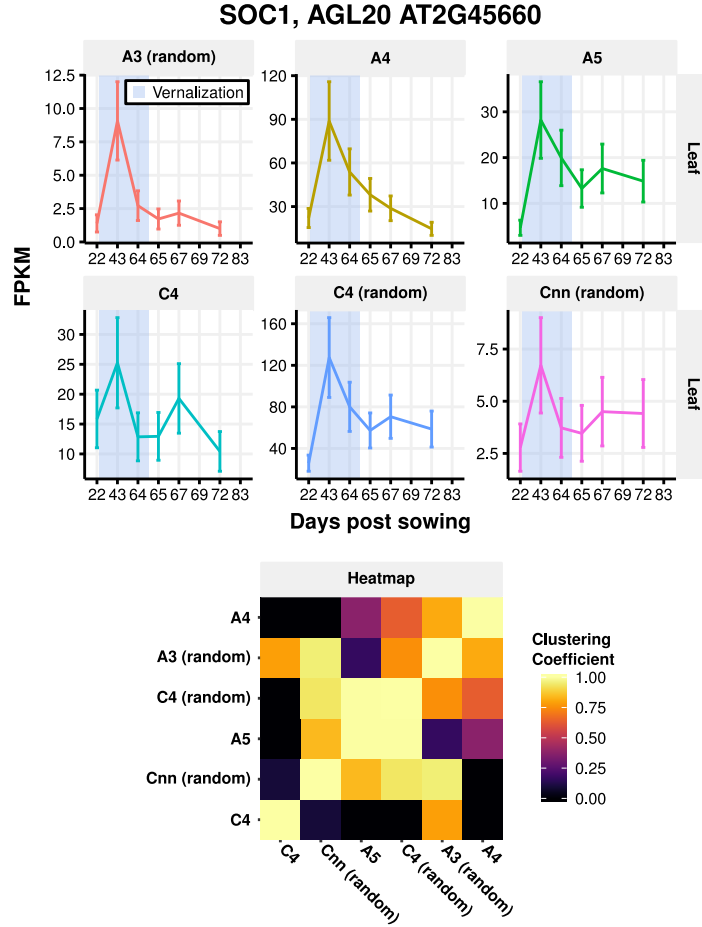 SOC1, AGL20 AT2G45660
A3 (random)
A4
A5
12.5
10.0
7.5
5.0
2.5
0.0
Vernalization
120
90
60
30
30
20
10
Leaf
22 43 64 65 67 69 72 83
22 43 64 65 67 69 72 83
22 43 64 65 67 69 72 83
FPKM
C4
C4 (random)
Cnn (random)
30
25
20
15
10
160
120
80
40
7.5
5.0
2.5
Leaf
22 43 64 65 67 69 72 83
22 43 64 65 67 69 72 83
22 43 64 65 67 69 72 83
Days post sowing
Heatmap
A4
A3 (random)
C4 (random)
A5
Cnn (random)
C4
C4
Cnn (random)
A5
C4 (random)
A3 (random)
A4
Clustering
Coefficient
1.00
0.75
0.50
0.25
0.00